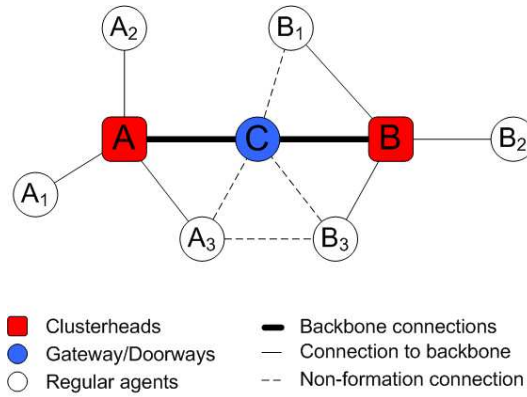 A₂ B₁
A C B B₂
A₁
A₃ B₃
Clusterheads Backbone connections
Gateway/Doorways Connection to backbone
Regular agents Non-formation connection